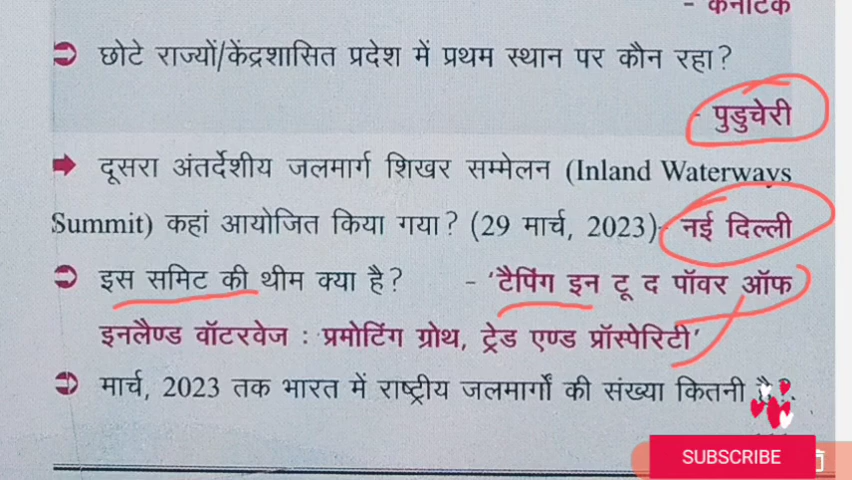 - कर्नाटक
छोटे राज्यों/केंद्रशासित प्रदेश में प्रथम स्थान पर कौन रहा?
- पुडुचेरी
दूसरा अंतर्देशीय जलमार्ग शिखर सम्मेलन (Inland Waterways
Summit) कहां आयोजित किया गया? (29 मार्च, 2023)- नई दिल्ली
इस समिट की थीम क्या है? - 'टैपिंग इन टू द पॉवर ऑफ
इनलैण्ड वॉटरवेज : प्रमोटिंग ग्रोथ, ट्रेड एण्ड प्रॉस्पेरिटी'
मार्च, 2023 तक भारत में राष्ट्रीय जलमार्गों की संख्या कितनी है?
SUBSCRIBE